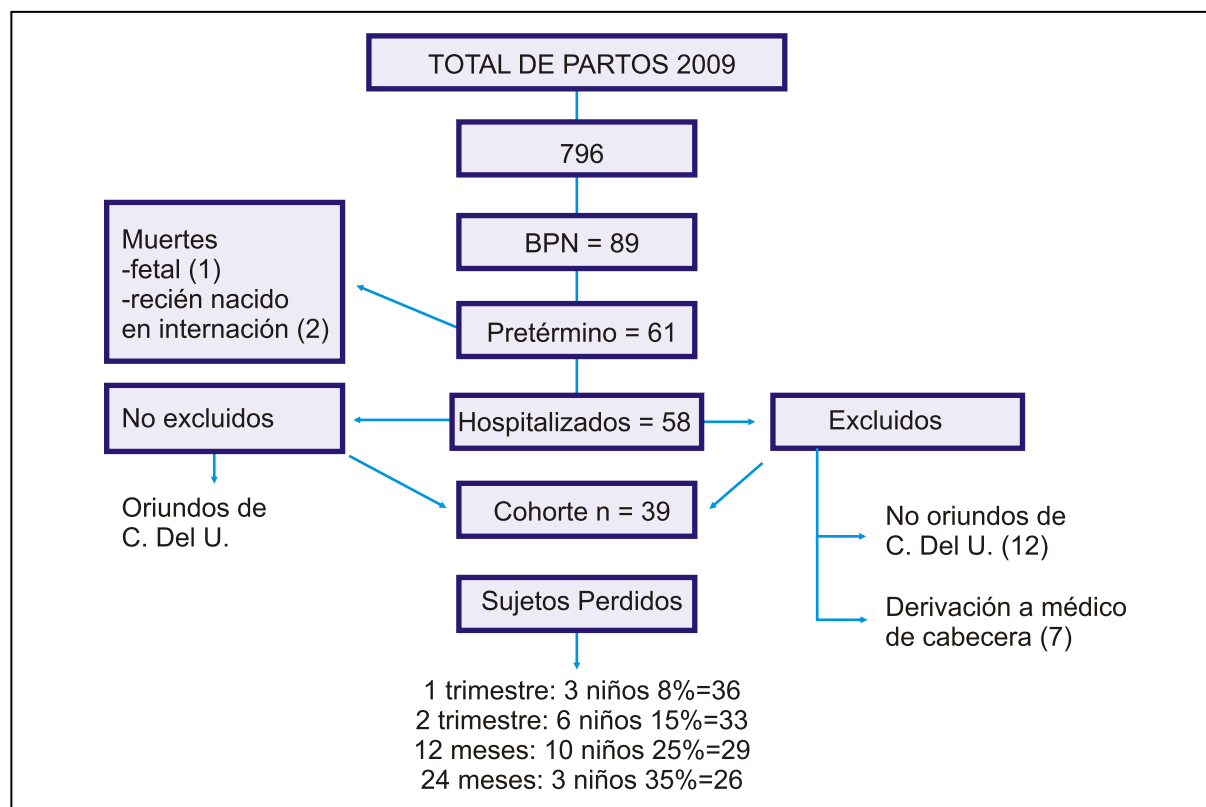 TOTAL DE PARTOS 2009
796
BPN = 89
Muertes
-fetal (1)
-recién nacido
en internación (2)
Pretérmino = 61
No excluidos
Hospitalizados = 58
Excluidos
Oriundos de
C. Del U.
Cohorte n = 39
No oriundos de
C. Del U. (12)
Derivación a médico
de cabecera (7)
Sujetos Perdidos
1 trimestre: 3 niños 8%=36
2 trimestre: 6 niños 15%=33
12 meses: 10 niños 25%=29
24 meses: 3 niños 35%=26